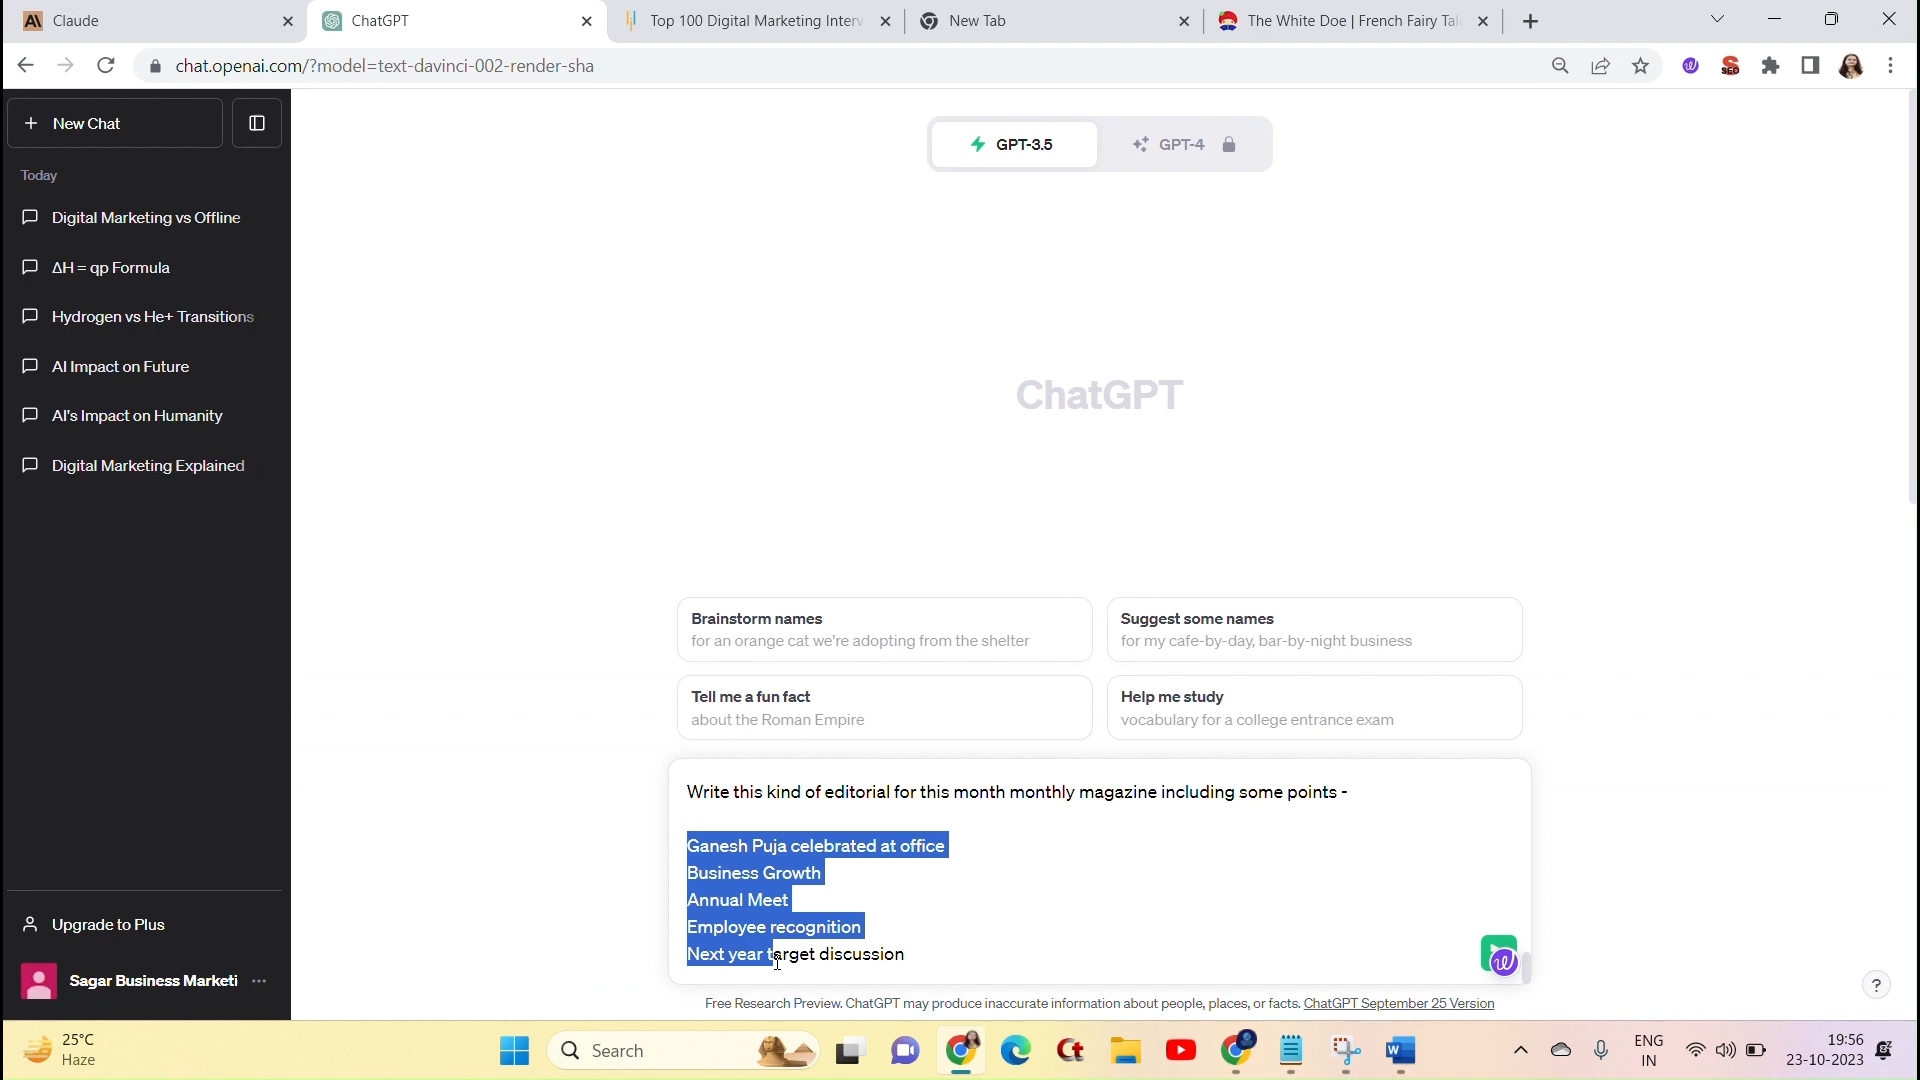 Claude
ChatGPT
Top 100 Digital Marketing Interv
New Tab
The White Doe | French Fairy Tal
chat.openai.com/?model=text-davinci-002-render-sha
New Chat
Today
Digital Marketing vs Offline
ΔH = qp Formula
Hydrogen vs He+ Transitions
AI Impact on Future
AI's Impact on Humanity
Digital Marketing Explained
Upgrade to Plus
Sagar Business Marketi
GPT-3.5
GPT-4
ChatGPT
Brainstorm names
for an orange cat we're adopting from the shelter
Suggest some names
for my cafe-by-day, bar-by-night business
Tell me a fun fact
about the Roman Empire
Help me study
vocabulary for a college entrance exam
Write this kind of editorial for this month monthly magazine including some points -
Ganesh Puja celebrated at office
Business Growth
Annual Meet
Employee recognition
Next year target discussion
Free Research Preview. ChatGPT may produce inaccurate information about people, places, or facts. ChatGPT September 25 Version
?
25°C
Haze
Search
ENG
IN
19:56
23-10-2023